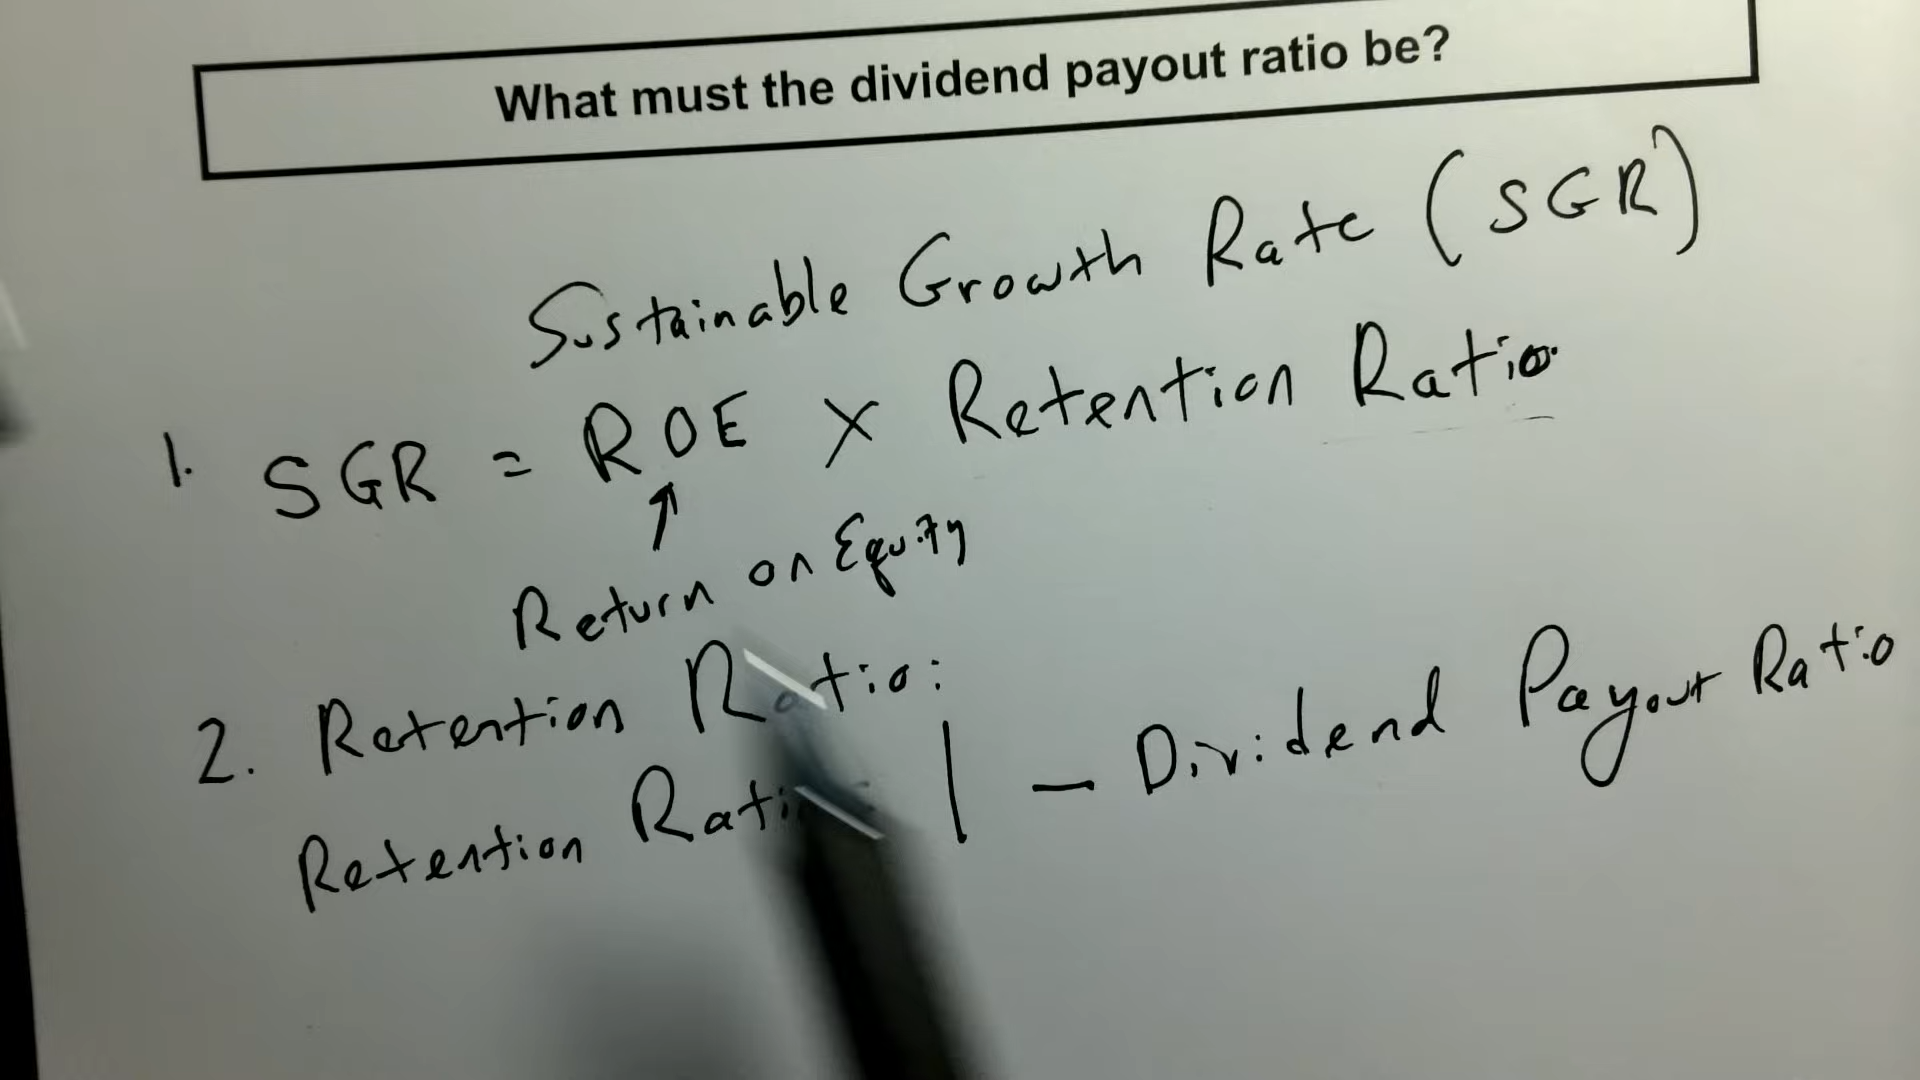 What must the dividend payout ratio be?
Sustainable Growth Rate (SGR)
1. SGR = ROE X Retention Ratio
Return on Equity
2. Retention Ratio:
Retention 1 - Dividend Payout Ratio